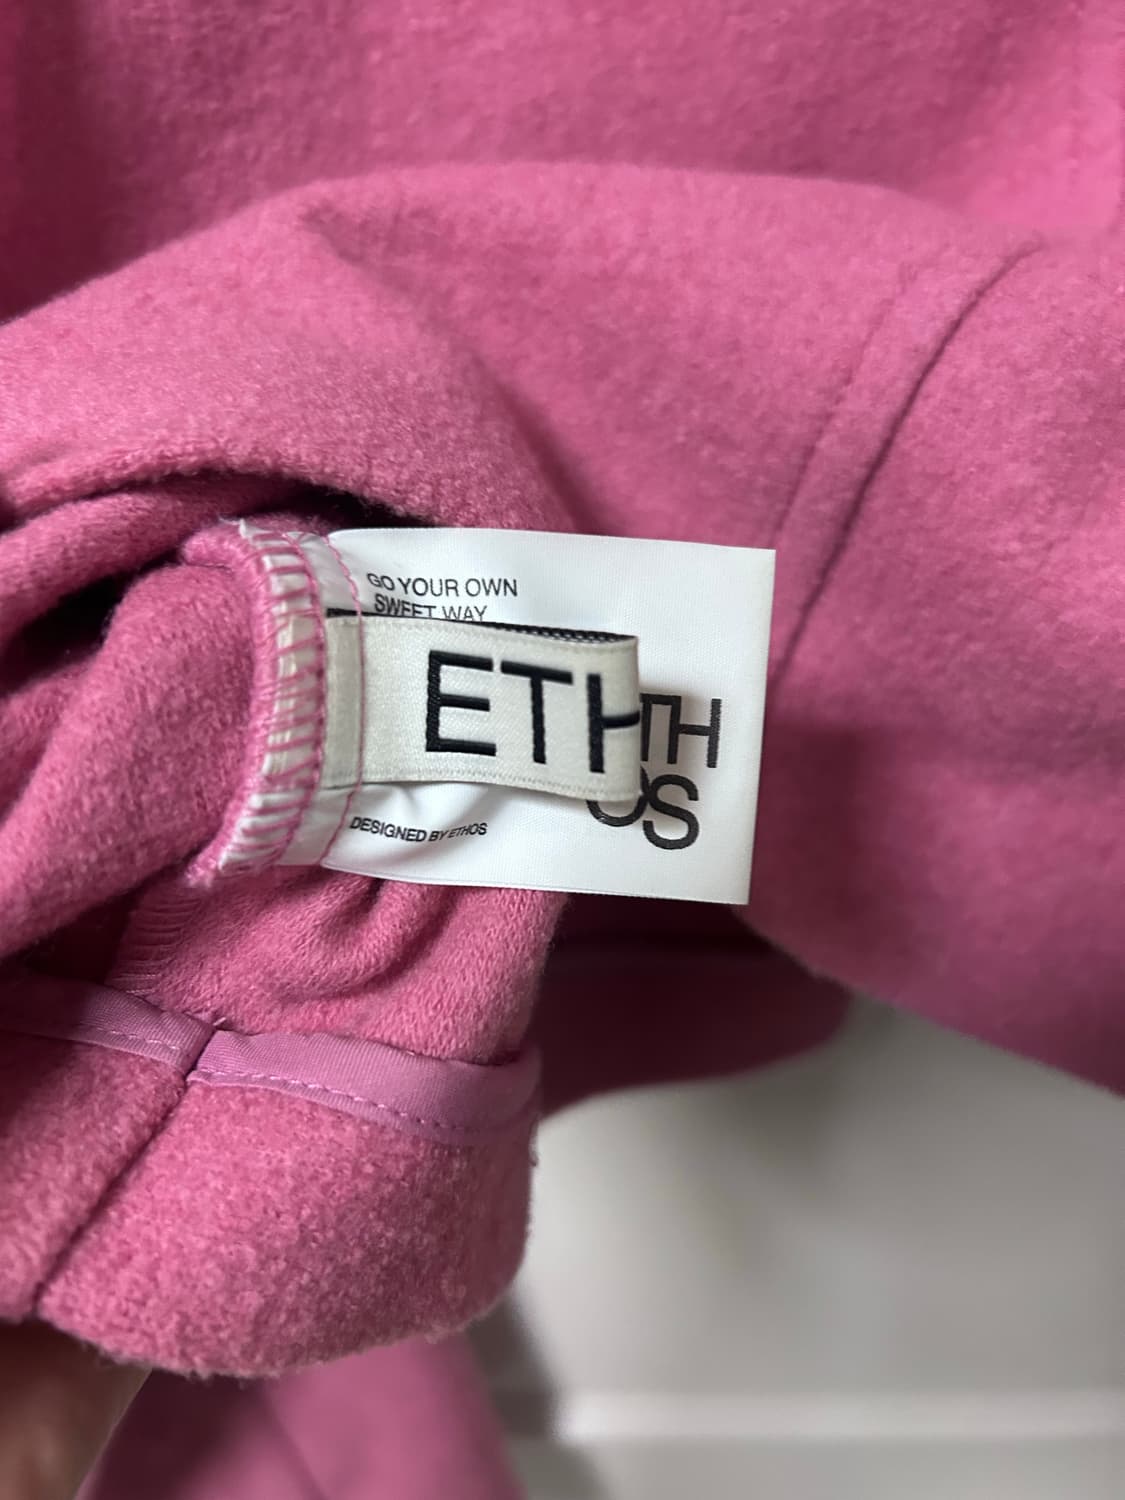 GO YOUR OWN
SWEET WAY
ETH
TH
OS
DESIGNED BY ETHOS